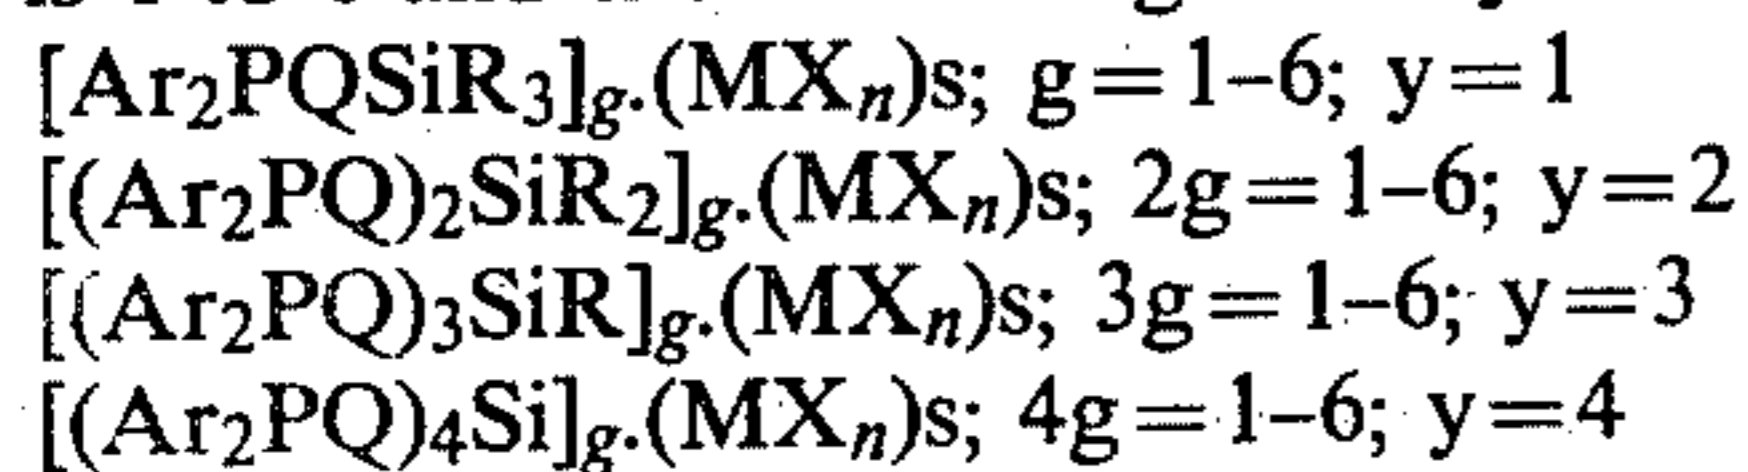 [Ar₂PQSiR₃]g.(MXₙ)s; g=1–6; y=1
[(Ar₂PQ)₂SiR₂]g.(MXₙ)s; 2g=1–6; y=2
[(Ar₂PQ)₃SiR]g.(MXₙ)s; 3g=1–6; y=3
[(Ar₂PQ)₄Si]g.(MXₙ)s; 4g=1–6; y=4